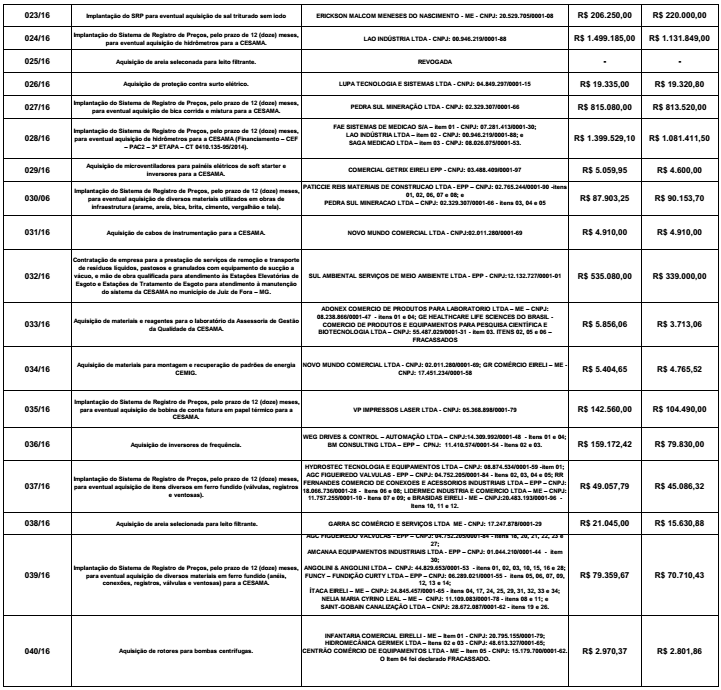 023/16 Implantação do SRP para eventual aquisição de sal triturado sem iodo ERICKSON MALCOM MENESES DO NASCIMENTO - ME - CNPJ: 20.529.705/0001-08 R$ 206.250,00 R$ 220.000,00
024/16 Implantação do Sistema de Registro de Preços, pelo prazo de 12 (doze) meses,
para eventual aquisição de hidrômetros para a CESAMA. LAO INDÚSTRIA LTDA - CNPJ: 00.946.219/0001-88 R$ 1.499.185,00 R$ 1.131.849,00
025/16 Aquisição de areia seleconada para leito filtrante. REVOGADA - -
026/16 Aquisição de proteção contra surto elétrico. LUPA TECNOLOGIA E SISTEMAS LTDA - CNPJ: 04.849.297/0001-15 R$ 19.335,00 R$ 19.320,80
027/16 Implantação do Sistema de Registro de Preços, pelo prazo de 12 (doze) meses,
para eventual aquisição de bica corrida e mistura para a CESAMA. PEDRA SUL MINERAÇÃO LTDA - CNPJ: 02.329.307/0001-66 R$ 815.080,00 R$ 813.520,00
028/16 Implantação do Sistema de Registro de Preços, pelo prazo de 12 (doze) meses,
para eventual aquisição de hidrômetros para a CESAMA (Financiamento – CEF
– PAC2 – 3ª ETAPA – CT 0410.135-95/2014). FAE SISTEMAS DE MEDICAO S/A – item 01 - CNPJ: 07.281.413/0001-30;
LAO INDÚSTRIA LTDA – item 02 - CNPJ: 00.946.219/0001-88; e
SAGA MEDICAO LTDA – item 03 - CNPJ: 08.026.075/0001-53. R$ 1.399.529,10 R$ 1.081.411,50
029/16 Aquisição de microventiladores para painéis elétricos de soft starter e
inversores para a CESAMA. COMERCIAL GETRIX EIRELI EPP - CNPJ: 03.488.409/0001-97 R$ 5.059,95 R$ 4.600,00
030/06 Implantação do Sistema de Registro de Preços, pelo prazo de 12 (doze) meses,
para eventual aquisição de diversos materiais utilizados em obras de
infraestrutura (arame, areia, bica, brita, cimento, vergalhão e tela). PATICCIE REIS MATERIAIS DE CONSTRUCAO LTDA - EPP – CNPJ: 02.765.244/0001-90 -itens
01, 02, 06, 07 e 08; e
PEDRA SUL MINERACAO LTDA - CNPJ: 02.329.307/0001-66 - itens 03, 04 e 05 R$ 87.903,25 R$ 90.153,70
031/16 Aquisição de cabos de instrumentação para a CESAMA. NOVO MUNDO COMERCIAL LTDA - CNPJ:02.011.280/0001-69 R$ 4.910,00 R$ 4.910,00
032/16 Contratação de empresa para a prestação de serviços de remoção e transporte
de resíduos líquidos, pastosos e granulados com equipamento de sucção a
vácuo, e mão de obra qualificada para atendimento às Estações Elevatórias de
Esgoto e Estações de Tratamento de Esgoto para atendimento à manutenção
do sistema da CESAMA no município de Juiz de Fora – MG. SUL AMBIENTAL SERVIÇOS DE MEIO AMBIENTE LTDA - EPP - CNPJ:12.132.727/0001-01 R$ 535.080,00 R$ 339.000,00
033/16 Aquisição de materiais e reagentes para o laboratório da Assessoria de Gestão
da Qualidade da CESAMA. ADONEX COMERCIO DE PRODUTOS PARA LABORATORIO LTDA – ME – CNPJ:
08.238.866/0001-47 - itens 01 e 04; GE HEALTHCARE LIFE SCIENCES DO BRASIL -
COMERCIO DE PRODUTOS E EQUIPAMENTOS PARA PESQUISA CIENTÍFICA E
BIOTECNOLOGIA LTDA – CNPJ: 55.487.029/0001-31 - item 03. ITENS 02, 05 e 06 –
FRACASSADOS R$ 5.856,06 R$ 3.713,06
034/16 Aquisição de materiais para montagem e recuperação de padrões de energia
CEMIG. NOVO MUNDO COMERCIAL LTDA - CNPJ: 02.011.280/0001-69; GR COMÉRCIO EIRELI – ME -
CNPJ: 17.451.234/0001-58 R$ 5.404,65 R$ 4.765,52
035/16 Implantação do Sistema de Registro de Preços, pelo prazo de 12 (doze) meses,
para eventual aquisição de bobina de conta fatura em papel térmico para a
CESAMA. VP IMPRESSOS LASER LTDA - CNPJ: 05.368.898/0001-79 R$ 142.560,00 R$ 104.490,00
036/16 Aquisição de inversores de frequência. WEG DRIVES & CONTROL – AUTOMAÇÃO LTDA – CNPJ:14.309.992/0001-48 - Itens 01 e 04;
BM CONSULTING LTDA – EPP – CPNJ: 11.410.574/0001-54 - Itens 02 e 03. R$ 159.172,42 R$ 79.830,00
037/16 Implantação do Sistema de Registro de Preços, pelo prazo de 12 (doze) meses,
para eventual aquisição de itens diversos em ferro fundido (válvulas, registros
e ventosas). HYDROSTEC TECNOLOGIA E EQUIPAMENTOS LTDA – CNPJ: 08.874.534/0001-59 -item 01;
AGC FIGUEIREDO VALVULAS - EPP – CNPJ: 04.752.205/0001-84 - Itens 02, 03, 04 e 05; RR
FERNANDES COMERCIO DE CONEXOES E ACESSORIOS INDUSTRIAIS LTDA - EPP – CNPJ:
18.066.736/0001-28 - itens 06 e 08; LIDERMEC INDUSTRIA E COMERCIO LTDA – ME – CNPJ:
11.757.255/0001-10 - Itens 07 e 09; e BRASIDAS EIRELI - ME – CNPJ:20.483.193/0001-96 -
Itens 10, 11 e 12. R$ 49.057,79 R$ 45.086,32
038/16 Aquisição de areia selecionada para leito filtrante. GARRA SC COMÉRCIO E SERVIÇOS LTDA ME - CNPJ: 17.247.878/0001-29 R$ 21.045,00 R$ 15.630,88
039/16 Implantação do Sistema de Registro de Preços, pelo prazo de 12 (doze) meses,
para eventual aquisição de diversos materiais em ferro fundido (anéis,
conexões, registros, válvulas e ventosas) para a CESAMA. AGC FIGUEIREDO VALVULAS - EPP – CNPJ: 04.752.205/0001-84 - itens 18, 20, 21, 22, 23 e
27;
AMCANAA EQUIPAMENTOS INDUSTRIAIS LTDA - EPP – CNPJ: 01.044.210/0001-44 - item
30;
ANGOLINI & ANGOLINI LTDA – CNPJ: 44.829.653/0001-53 - itens 01, 02, 03, 10, 15, 16 e 28;
FUNCY – FUNDIÇÃO CURTY LTDA – EPP – CNPJ: 06.289.021/0001-55 - itens 05, 06, 07, 09,
12, 13 e 14;
ÍTACA EIRELI – ME – CNPJ: 24.845.457/0001-65 - itens 04, 17, 24, 25, 29, 31, 32, 33 e 34;
NELIA MARIA CYRINO LEAL – ME – CNPJ: 11.109.083/0001-78 - itens 08 e 11; e
SAINT-GOBAIN CANALIZAÇÃO LTDA – CNPJ: 28.672.087/0001-62 - itens 19 e 26. R$ 79.359,67 R$ 70.710,43
040/16 Aquisição de rotores para bombas centrífugas. INFANTARIA COMERCIAL EIRELLI - ME – Item 01 - CNPJ: 20.795.155/0001-79;
HIDROMECÂNICA GERMEK LTDA – Itens 02 e 03 - CNPJ: 48.613.327/0001-65;
CENTRÃO COMÉRCIO DE EQUIPAMENTOS LTDA - ME – Item 05 - CNPJ: 15.179.700/0001-62.
O Item 04 foi declarado FRACASSADO. R$ 2.970,37 R$ 2.801,86